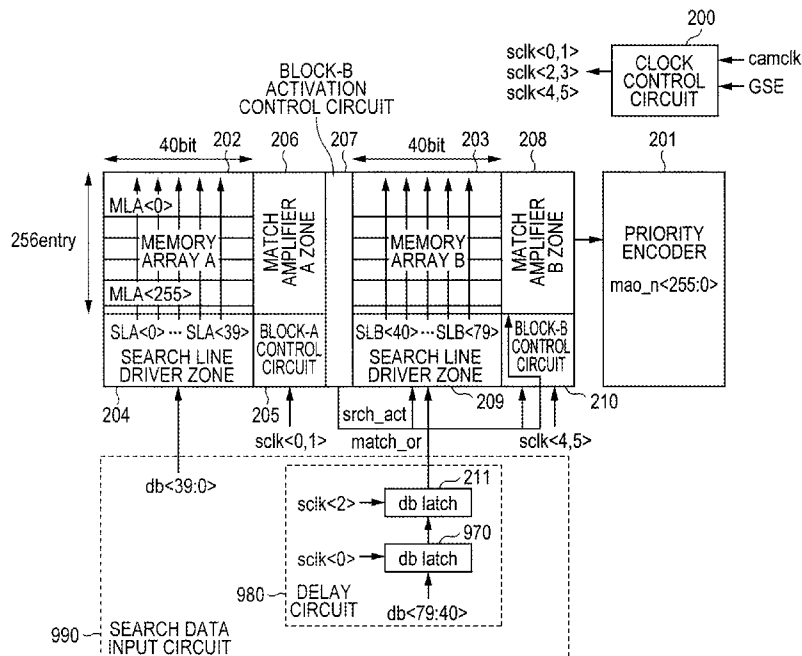 200
sclk<0,1>
sclk<2,3>
sclk<4,5>
CLOCK
CONTROL
CIRCUIT
camclk
GSE
BLOCK-B
ACTIVATION
CONTROL CIRCUIT
40bit
202
206
207
40bit
203
208
201
256entry
MLA<0>
MEMORY
ARRAY A
MLA<255>
MATCH
AMPLIFIER
A ZONE
MEMORY
ARRAY B
MATCH
AMPLIFIER
B ZONE
PRIORITY
ENCODER
mao_n<255:0>
SLA<0> ··· SLA<39>
SEARCH LINE
DRIVER ZONE
BLOCK-A
CONTROL
CIRCUIT
SLB<40> ··· SLB<79>
SEARCH LINE
DRIVER ZONE
BLOCK-B
CONTROL
CIRCUIT
204
205
209
210
sclk<0,1>
srch_act
match_or
sclk<4,5>
db<39:0>
211
sclk<2>
db latch
970
sclk<0>
db latch
980
DELAY
CIRCUIT
db<79:40>
990
SEARCH DATA
INPUT CIRCUIT